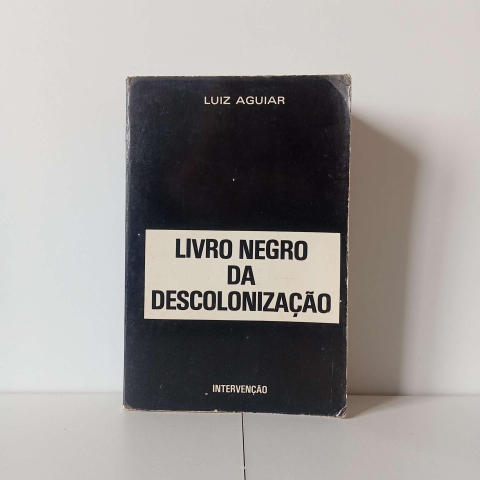 LUIZ AGUIAR
LIVRO NEGRO
DA
DESCOLONIZAÇÃO
INTERVENÇÃO